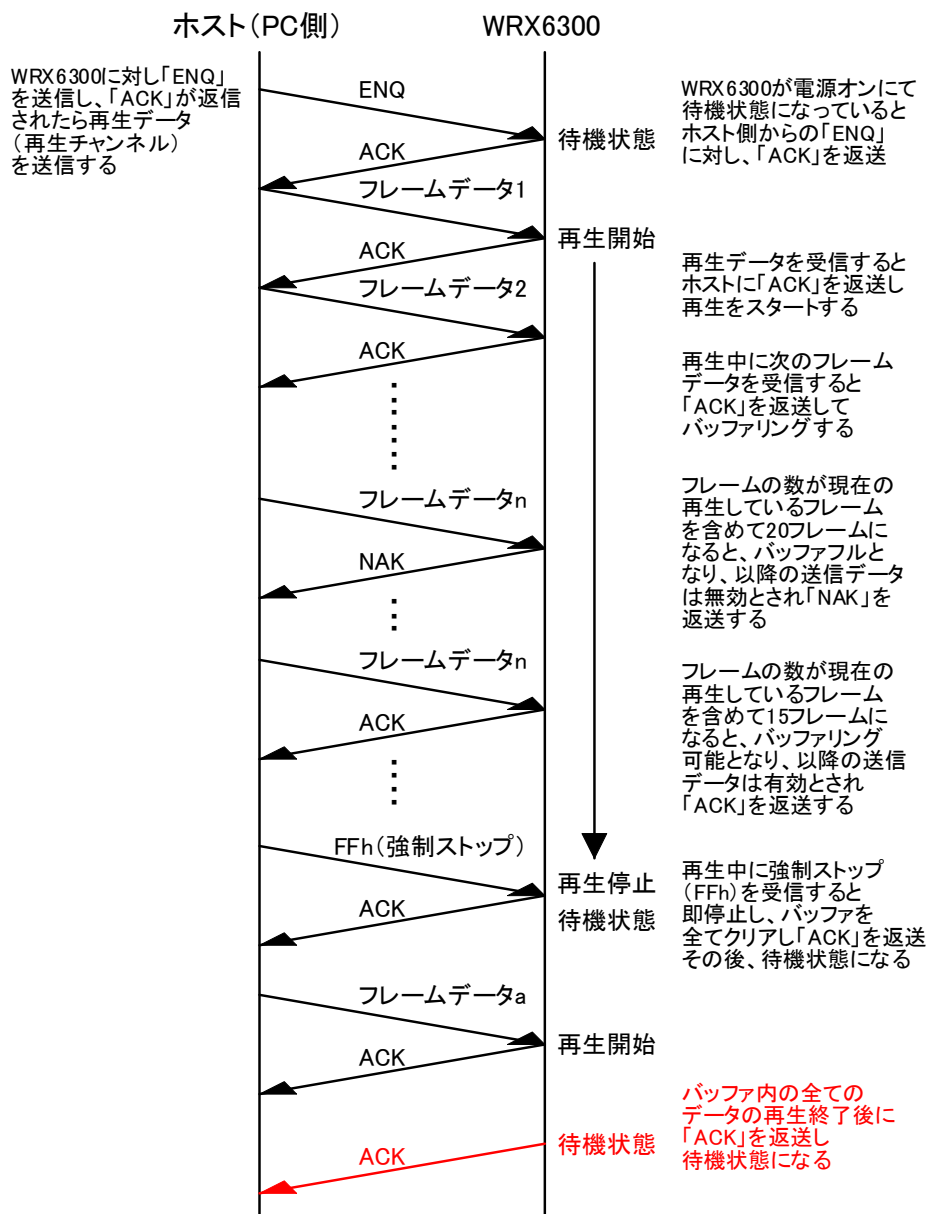 ホスト(PC側)
WRX6300
WRX6300に対し「ENQ」
を送信し、「ACK」が返信
されたら再生データ
(再生チャンネル)
を送信する
ENQ
WRX6300が電源オンにて
待機状態になっていると
ホスト側からの「ENQ」
に対し、「ACK」を返送
待機状態
ACK
フレームデータ1
再生開始
ACK
再生データを受信すると
ホストに「ACK」を返送し
再生をスタートする
フレームデータ2
ACK
再生中に次のフレーム
データを受信すると
「ACK」を返送して
バッファリングする
フレームデータn
NAK
フレームの数が現在の
再生しているフレーム
を含めて20フレームに
なると、バッファフルと
なり、以降の送信データ
は無効とされ「NAK」を
返送する
フレームデータn
ACK
フレームの数が現在の
再生しているフレーム
を含めて15フレームに
なると、バッファリング
可能となり、以降の送信
データは有効とされ
「ACK」を返送する
FFh(強制ストップ)
再生停止
ACK
待機状態
再生中に強制ストップ
(FFh)を受信すると
即停止し、バッファを
全てクリアし「ACK」を返送
その後、待機状態になる
フレームデータa
再生開始
ACK
バッファ内の全ての
データの再生終了後に
「ACK」を返送し
待機状態になる
待機状態
ACK